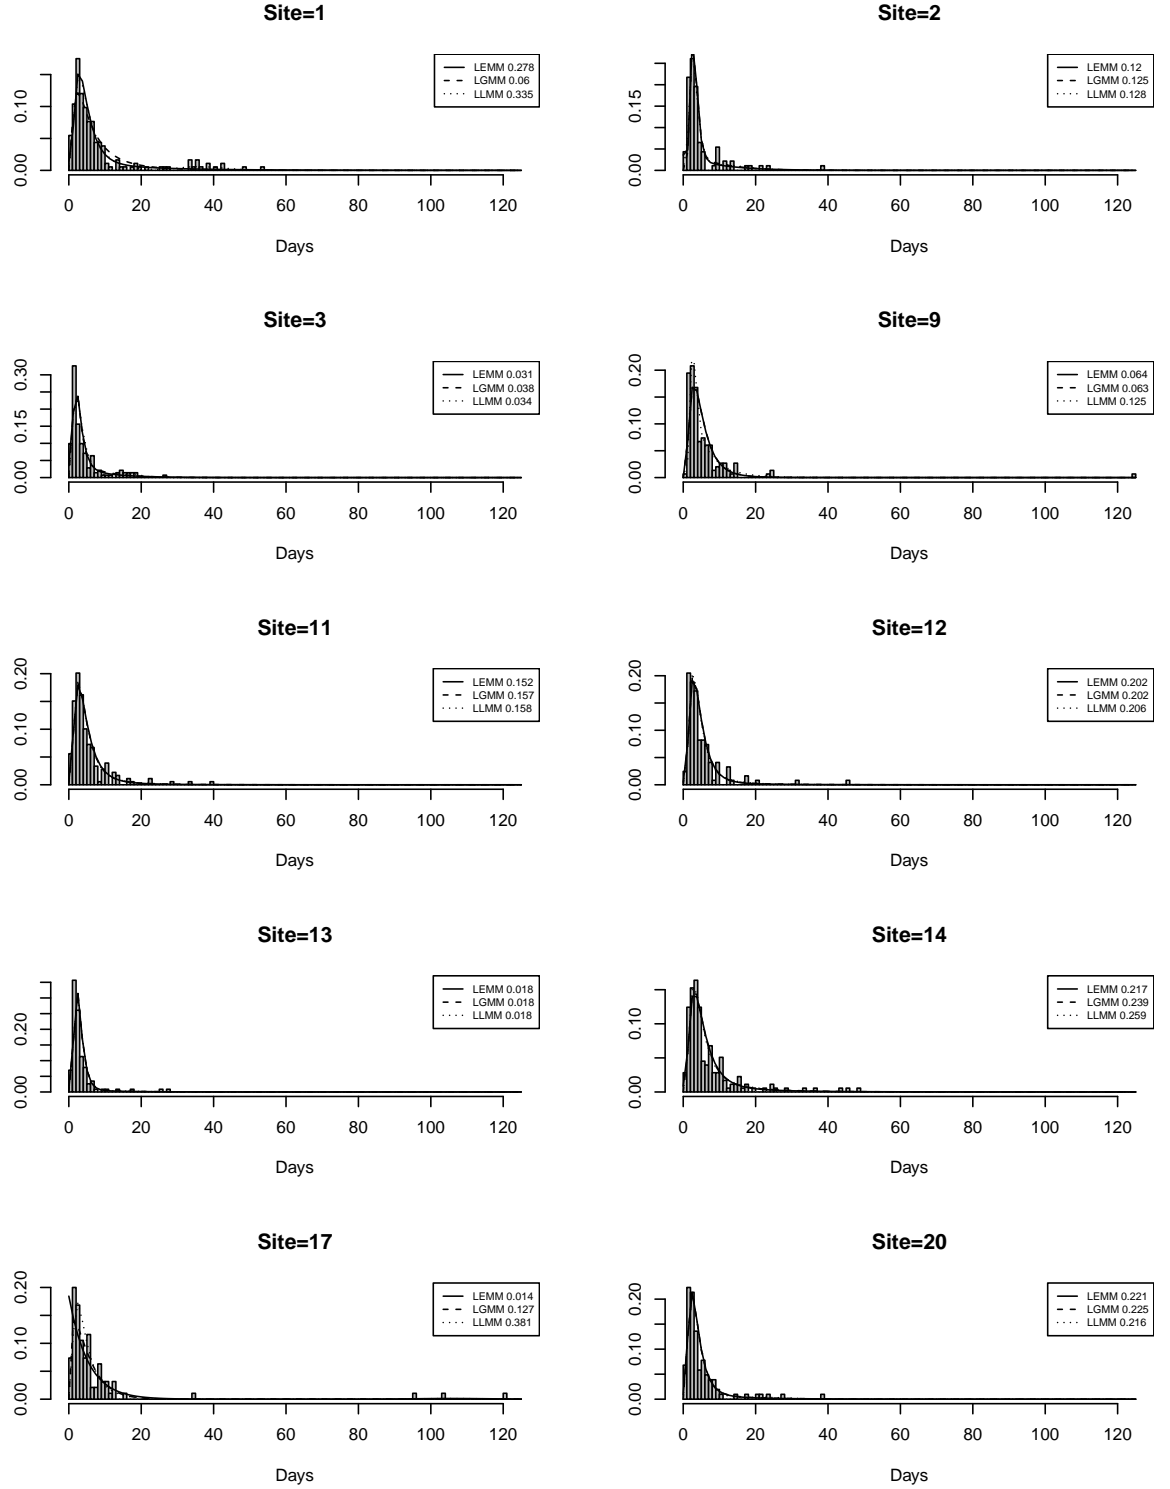 Site=1
LEMM 0.278
LGMM 0.06
LLMM 0.335
0.00 0.10
0 20 40 60 80 100 120
Days
Site=2
LEMM 0.12
LGMM 0.125
LLMM 0.128
0.00 0.15
0 20 40 60 80 100 120
Days
Site=3
LEMM 0.031
LGMM 0.038
LLMM 0.034
0.00 0.15 0.30
0 20 40 60 80 100 120
Days
Site=9
LEMM 0.064
LGMM 0.063
LLMM 0.125
0.00 0.10 0.20
0 20 40 60 80 100 120
Days
Site=11
LEMM 0.152
LGMM 0.157
LLMM 0.158
0.00 0.10 0.20
0 20 40 60 80 100 120
Days
Site=12
LEMM 0.202
LGMM 0.202
LLMM 0.206
0.00 0.10 0.20
0 20 40 60 80 100 120
Days
Site=13
LEMM 0.018
LGMM 0.018
LLMM 0.018
0.00 0.20
0 20 40 60 80 100 120
Days
Site=14
LEMM 0.217
LGMM 0.239
LLMM 0.259
0.00 0.10
0 20 40 60 80 100 120
Days
Site=17
LEMM 0.014
LGMM 0.127
LLMM 0.381
0.00 0.10 0.20
0 20 40 60 80 100 120
Days
Site=20
LEMM 0.221
LGMM 0.225
LLMM 0.216
0.00 0.10 0.20
0 20 40 60 80 100 120
Days